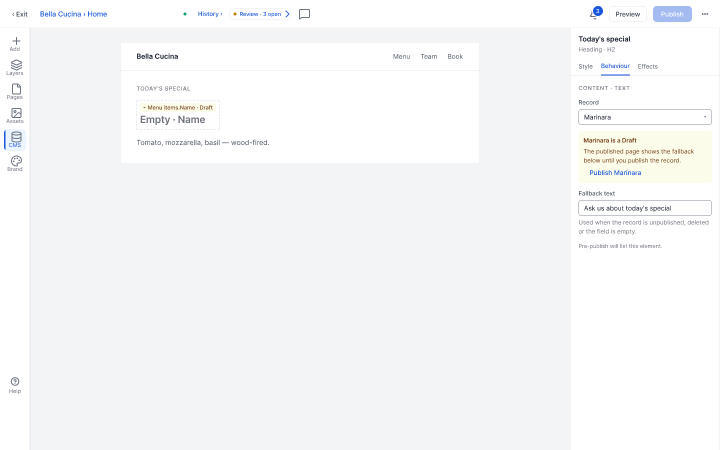 ‹ Exit
Bella Cucina › Home
History ›
Review · 3 open
3
Preview
Publish
Add
Layers
Pages
Assets
CMS
Brand
Help
Bella Cucina
Menu
Team
Book
TODAY'S SPECIAL
Menu items.Name · Draft
Empty · Name
Tomato, mozzarella, basil — wood-fired.
Today's special
Heading · H2
Style
Behaviour
Effects
CONTENT · TEXT
Record
Marinara
Marinara is a Draft
The published page shows the fallback
below until you publish the record.
Publish Marinara
Fallback text
Ask us about today's special
Used when the record is unpublished, deleted
or the field is empty.
Pre-publish will list this element.